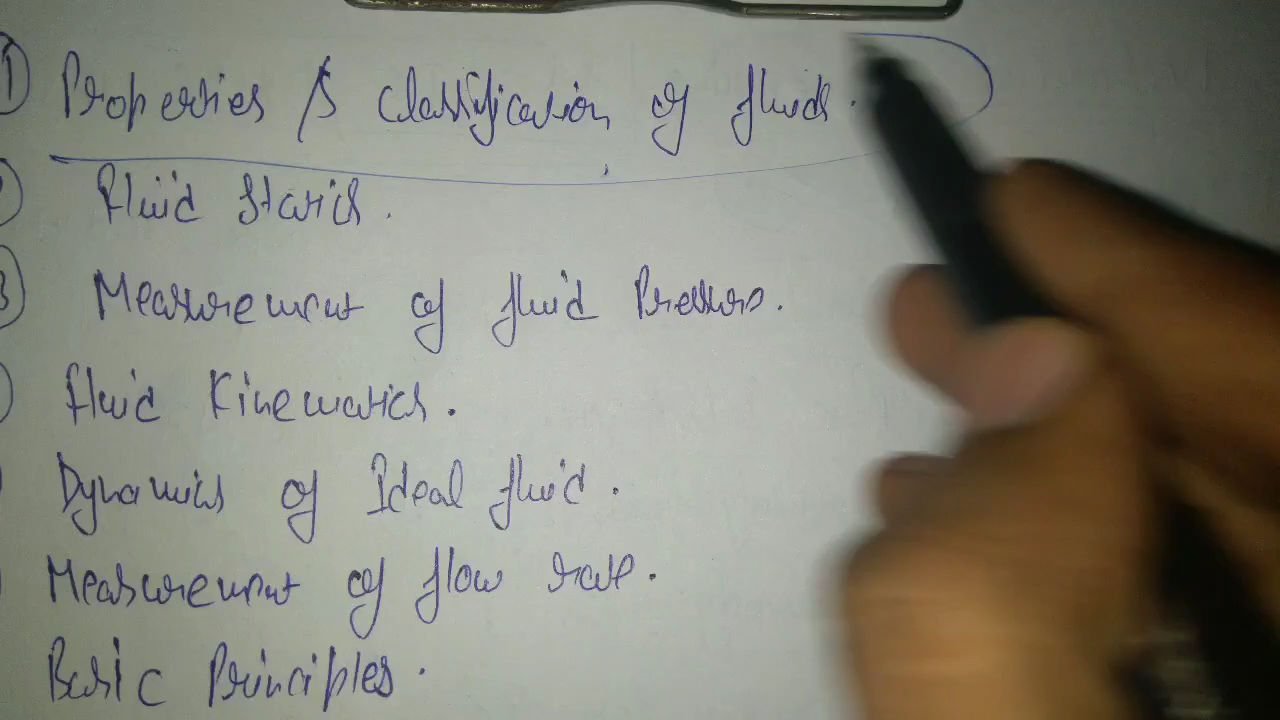 ① Properties & Classification of fluids.
Fluid Statics.
3 Measurement of fluid Pressure.
fluid Kinematics.
Dynamics of Ideal fluid.
Measurement of flow rate.
Basic Principles.